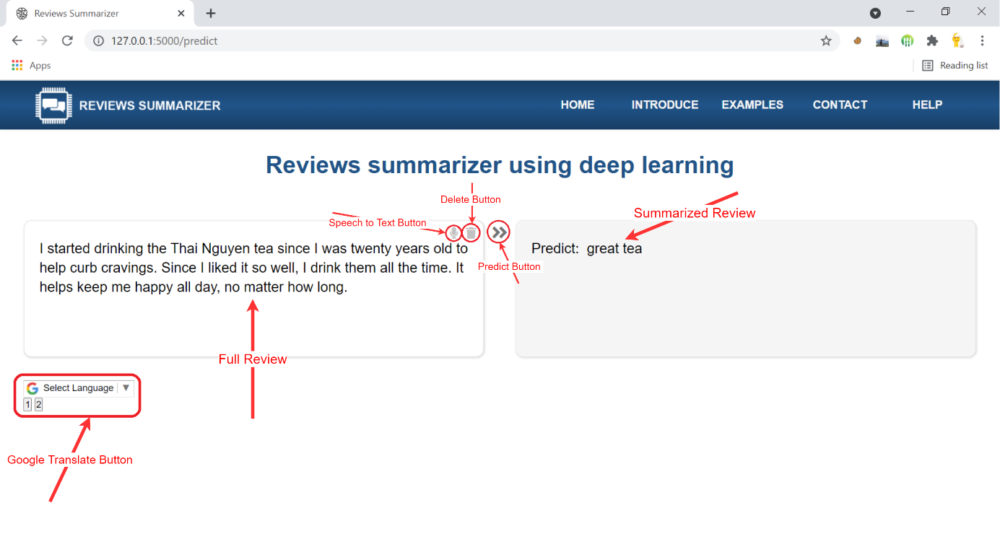 Reviews Summarizer
127.0.0.1:5000/predict
Apps
Reading list
REVIEWS SUMMARIZER
HOME INTRODUCE EXAMPLES CONTACT HELP
Reviews summarizer using deep learning
Delete Button
Speech to Text Button
Summarized Review
I started drinking the Thai Nguyen tea since I was twenty years old to
help curb cravings. Since I liked it so well, I drink them all the time. It
helps keep me happy all day, no matter how long.
Predict: great tea
Predict Button
Full Review
Select Language ▼
1 2
Google Translate Button